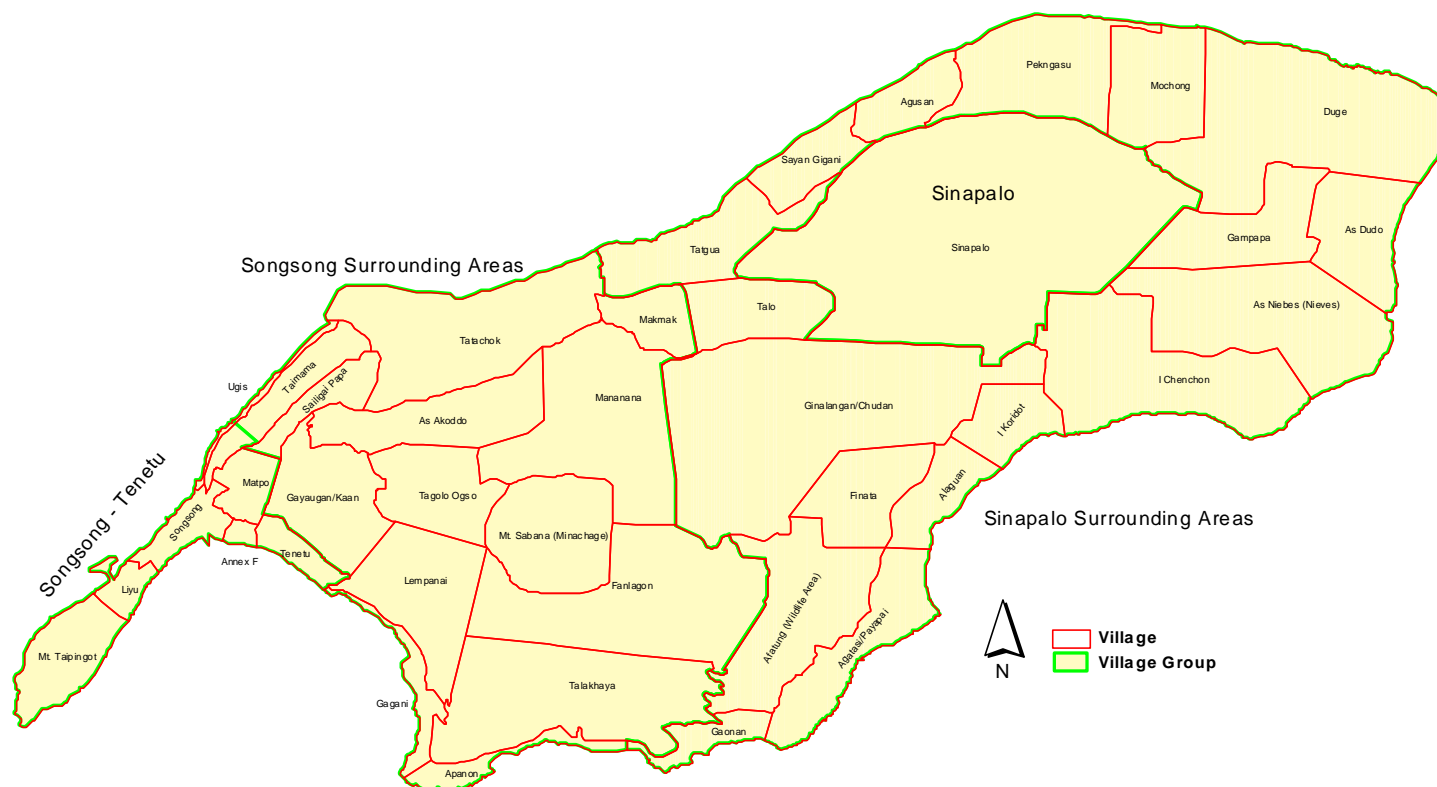 Pekngasu
Mochong
Agusan
Duge
Sayan Gigani
Sinapalo
As Dudo
Gampapa
Sinapalo
Tatgua
Songsong Surrounding Areas
As Niebes (Nieves)
Talo
Makmak
Tatachok
Taimama
Ugis
Sailigai Papa
I Chenchon
Mananana
Ginalangan/Chudan
As Akoddo
I Koridot
Matpo
Alaguan
Gayaugan/Kaan
Tagolo Ogso
Finata
Songsong - Tenetu
Songsong
Sinapalo Surrounding Areas
Mt. Sabana (Minachage)
Annex F
Tenetu
Lempanai
Fanlagon
Liyu
Afatung (Wildlife Area)
Agatasi/Payapai
Village
Village Group
N
Mt. Taipingot
Talakhaya
Gagani
Gaonan
Apanon